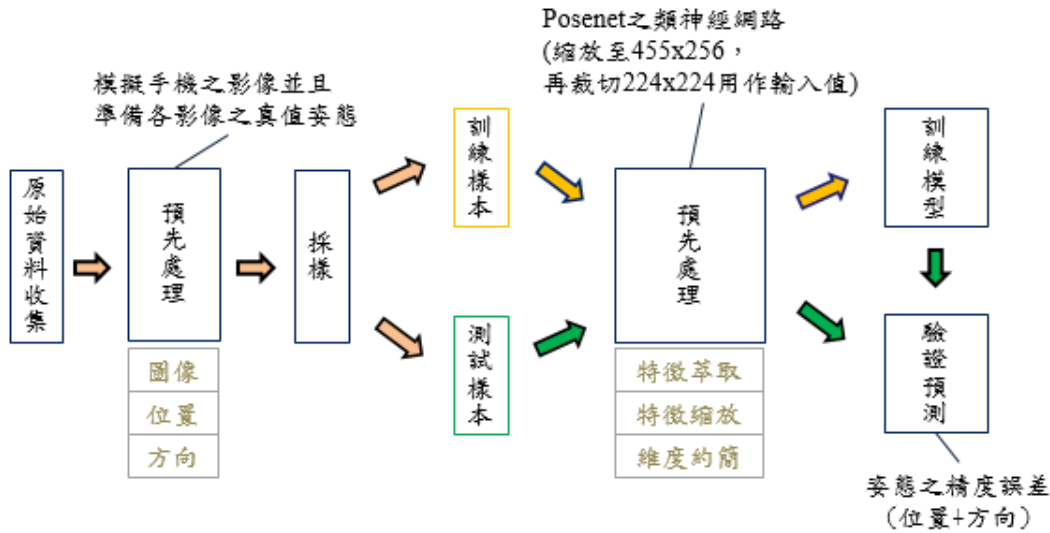 Posenet之類神經網路
(縮放至455x256，
再裁切224x224用作輸入值)
模擬手機之影像並且
準備各影像之真值姿態
原始資料收集
預先處理
圖像
位置
方向
採樣
訓練樣本
測試樣本
預先處理
特徵萃取
特徵縮放
維度約簡
訓練模型
驗證預測
姿態之精度誤差
(位置+方向)